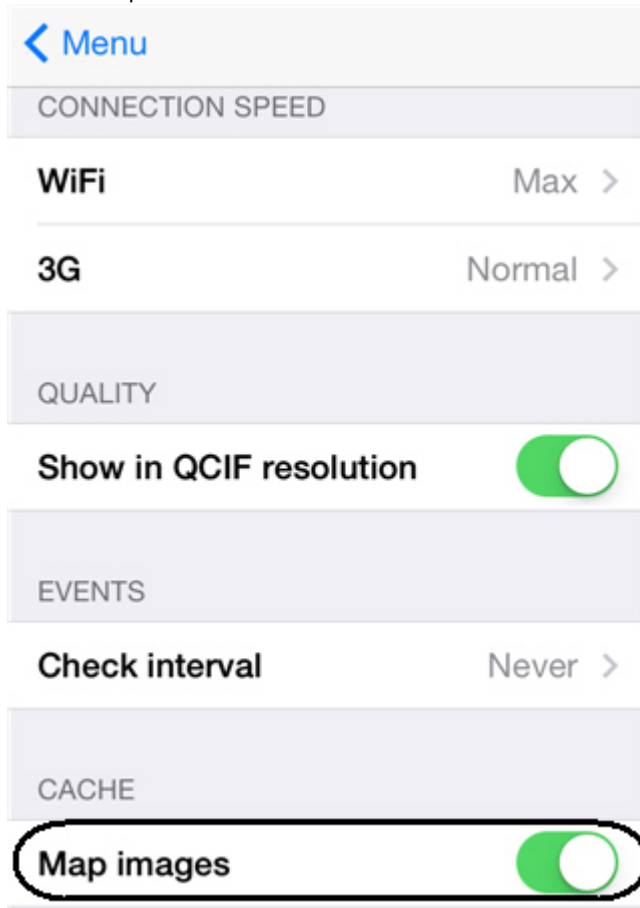 Menu
CONNECTION SPEED
WiFi Max
3G Normal
QUALITY
Show in QCIF resolution
EVENTS
Check interval Never
CACHE
Map images